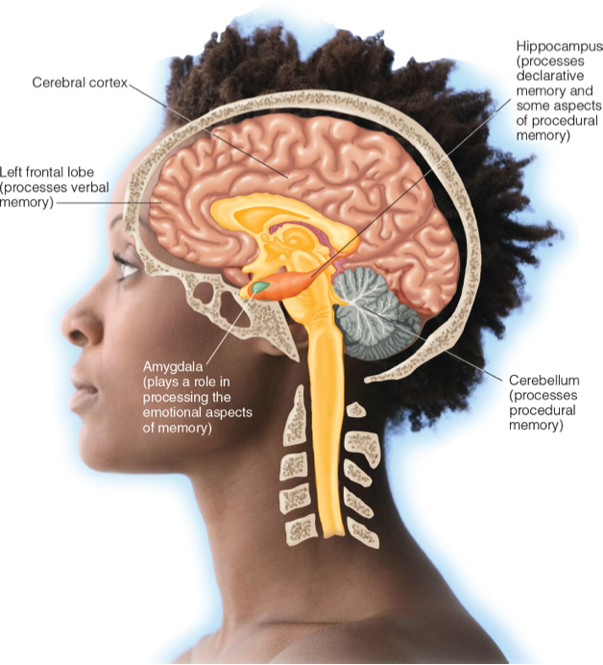 Hippocampus
(processes
declarative
memory and
some aspects
of procedural
memory)
Cerebral cortex
Left frontal lobe
(processes verbal
memory)
Amygdala
(plays a role in
processing the
emotional aspects
of memory)
Cerebellum
(processes
procedural
memory)